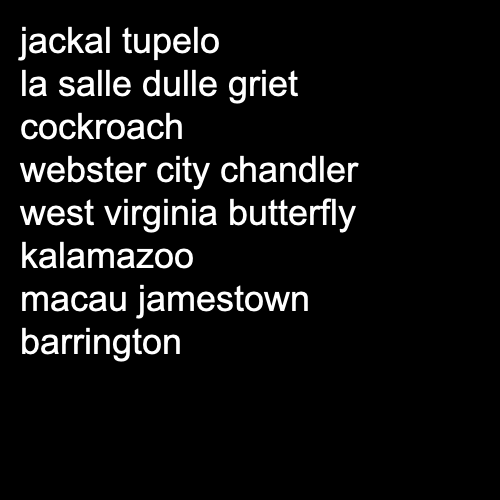 jackal tupelo
la salle dulle griet
cockroach
webster city chandler
west virginia butterfly
kalamazoo
macau jamestown
barrington